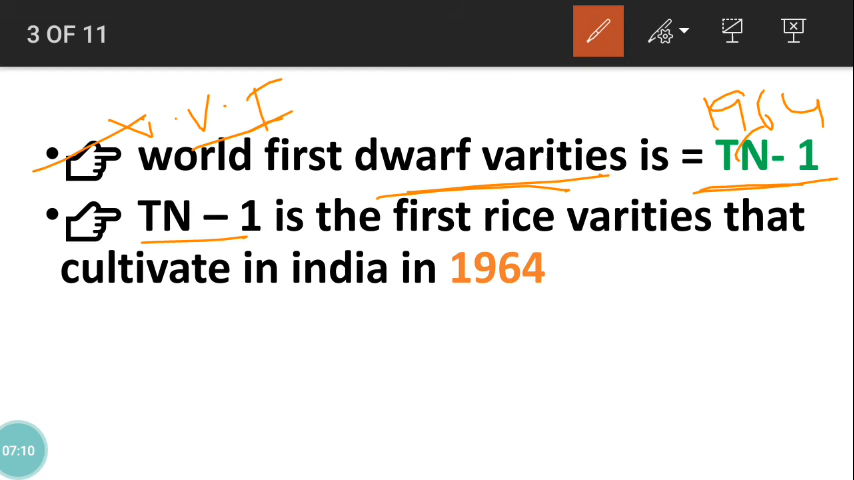 3 OF 11
V. V. I
1964
• world first dwarf varities is = TN- 1
• TN – 1 is the first rice varities that
cultivate in india in 1964
07:10